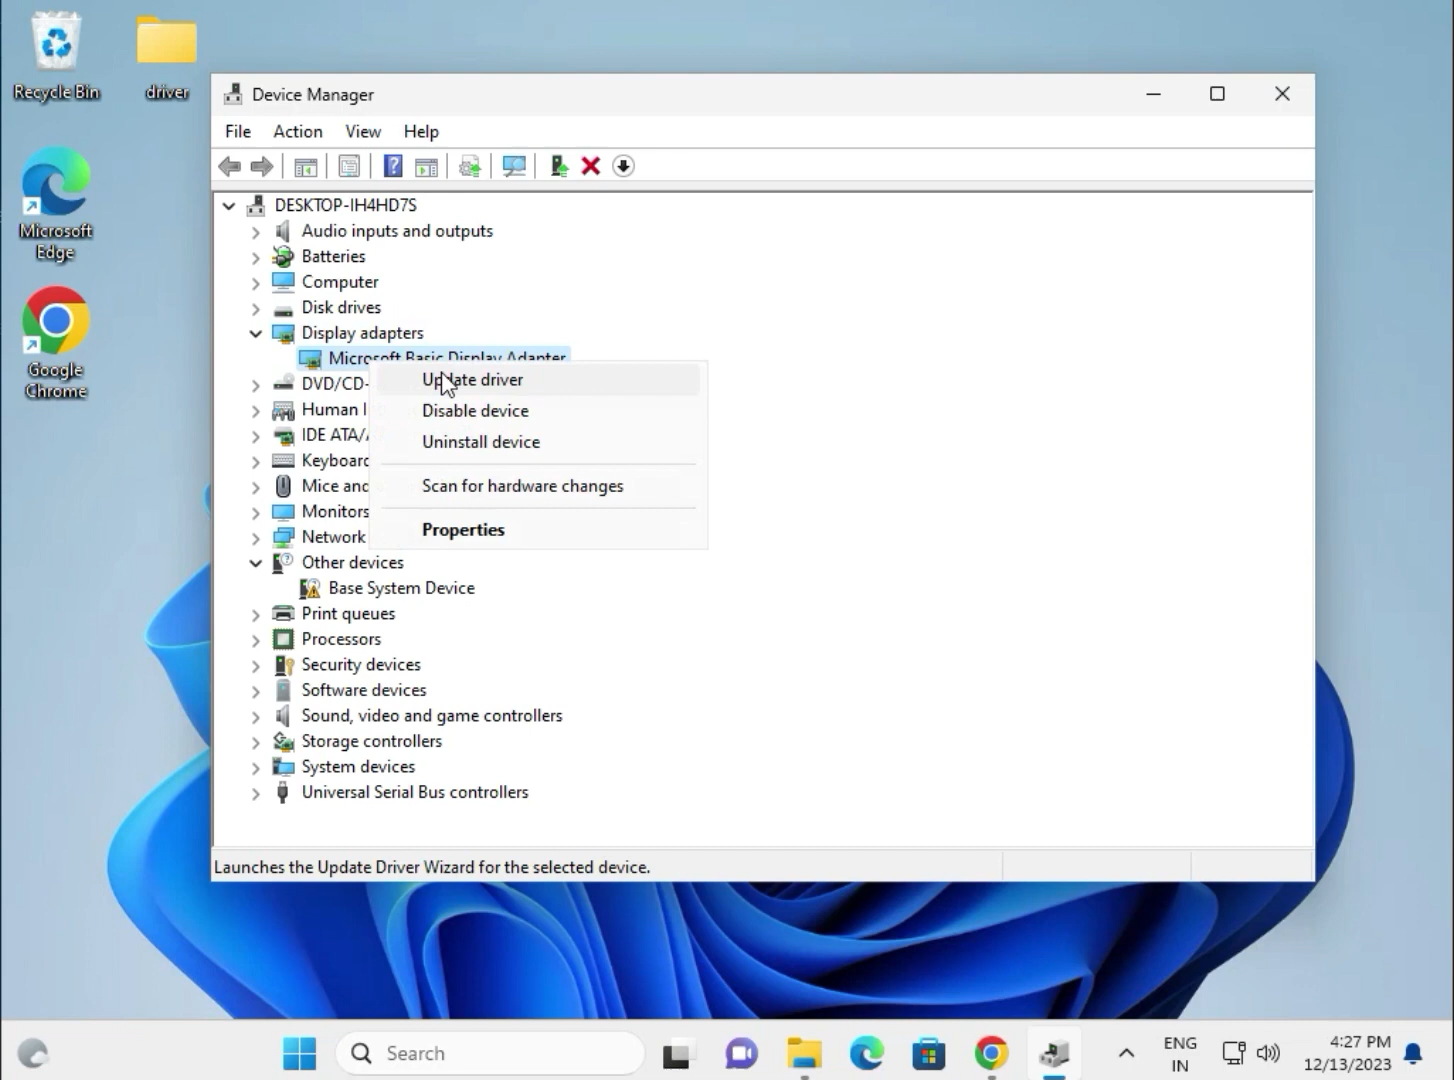 Recycle Bin
driver
Microsoft
Edge
Google
Chrome
Device Manager
File Action View Help
DESKTOP-IH4HD7S
Audio inputs and outputs
Batteries
Computer
Disk drives
Display adapters
Microsoft Basic Display Adapter
DVD/CD-
Human I
IDE ATA/A
Keyboard
Mice and
Monitors
Network
Update driver
Disable device
Uninstall device
Scan for hardware changes
Properties
Other devices
Base System Device
Print queues
Processors
Security devices
Software devices
Sound, video and game controllers
Storage controllers
System devices
Universal Serial Bus controllers
Launches the Update Driver Wizard for the selected device.
Search
ENG
IN
4:27 PM
12/13/2023